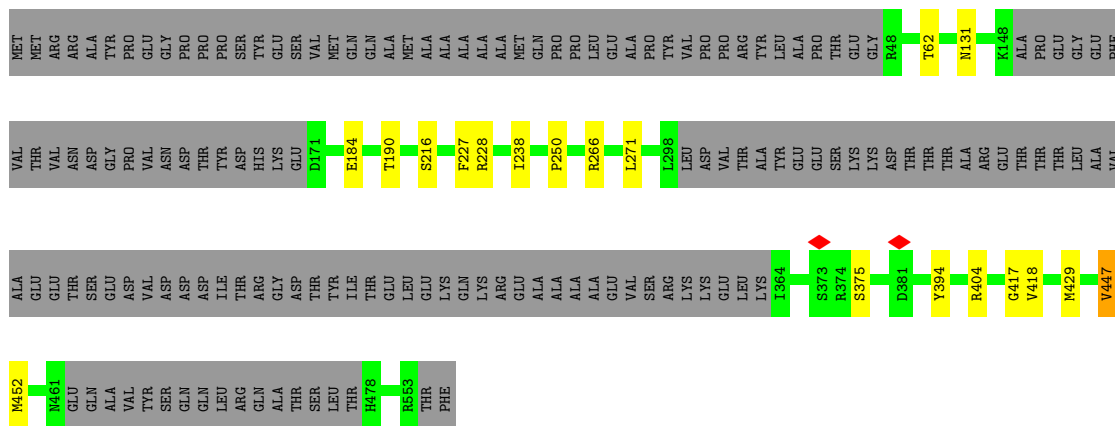 MET MET ARG ARG ALA TYR PRO GLU GLY PRO PRO PRO SER TYR GLU SER VAL MET GLN GLN ALA MET ALA ALA ALA ALA ALA MET GLN PRO PRO LEU GLU ALA PRO TYR VAL PRO PRO ARG TYR LEU ALA PRO THR GLU GLY R48 T62 N131 K148 ALA PRO GLU GLY GLU PHE
VAL THR VAL ASN ASP GLY PRO VAL ASN ASP THR TYR ASP HIS LYS GLU D171 E184 T190 S216 F227 R228 I238 P250 R266 L271 L298 LEU ASP VAL THR ALA TYR GLU GLU SER LYS LYS ASP THR THR THR ALA ARG GLU THR THR THR LEU ALA VAL
ALA GLU GLU THR SER GLU ASP VAL ASP ASP ASP ILE THR ARG GLY ASP THR TYR ILE THR GLU LEU GLU LYS GLN LYS ARG GLU ALA ALA ALA ALA GLU VAL SER ARG LYS LYS GLU LEU LYS I364 S373 R374 S375 D381 Y394 R404 G417 V418 M429 V447
M452 N461 GLU GLN ALA VAL TYR SER GLN GLN LEU ARG GLN ALA THR SER LEU THR H478 R553 THR PHE